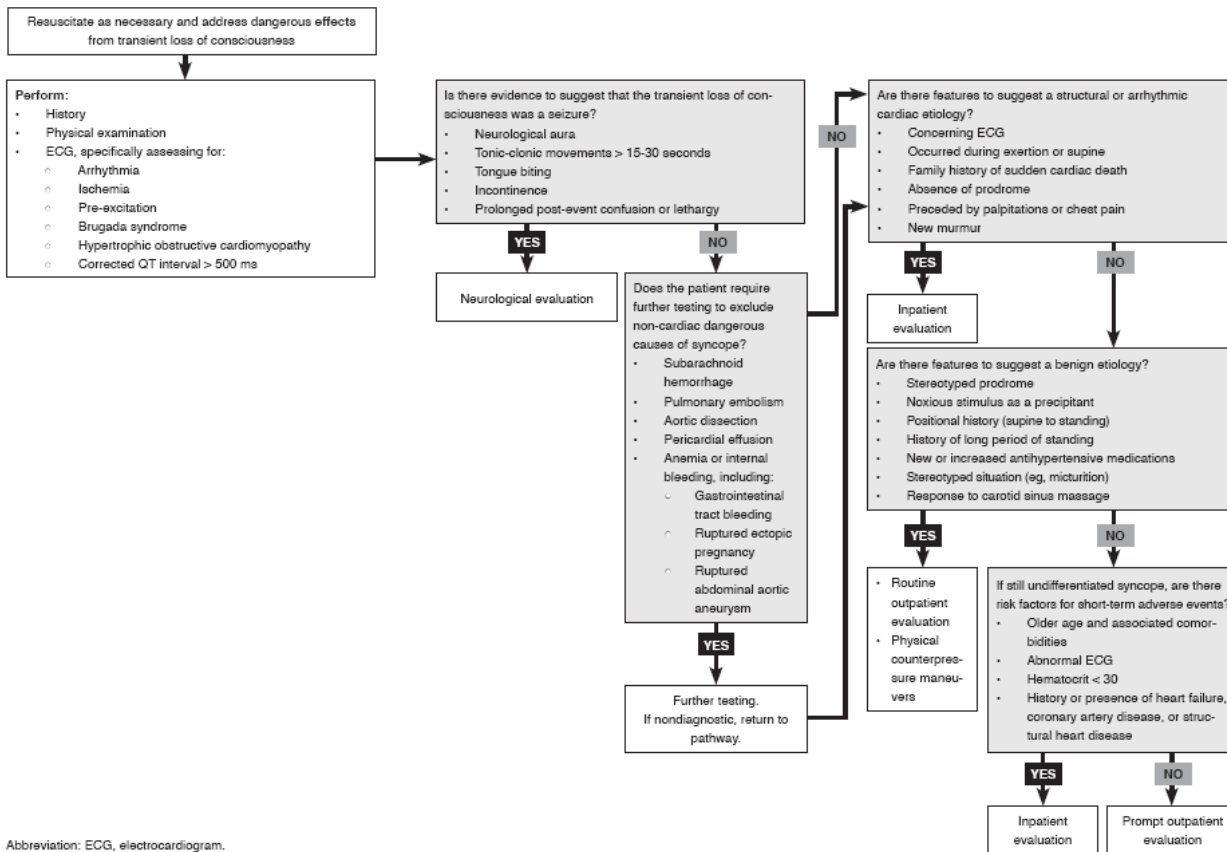 Resuscitate as necessary and address dangerous effects
from transient loss of consciousness
Perform:
• History
• Physical examination
• ECG, specifically assessing for:
○ Arrhythmia
○ Ischemia
○ Pre-excitation
○ Brugada syndrome
○ Hypertrophic obstructive cardiomyopathy
○ Corrected QT interval > 500 ms
Is there evidence to suggest that the transient loss of con-
sciousness was a seizure?
• Neurological aura
• Tonic-clonic movements > 15-30 seconds
• Tongue biting
• Incontinence
• Prolonged post-event confusion or lethargy
YES
NO
Neurological evaluation
Does the patient require
further testing to exclude
non-cardiac dangerous
causes of syncope?
• Subarachnoid
hemorrhage
• Pulmonary embolism
• Aortic dissection
• Pericardial effusion
• Anemia or internal
bleeding, including:
○ Gastrointestinal
tract bleeding
○ Ruptured ectopic
pregnancy
○ Ruptured
abdominal aortic
aneurysm
YES
NO
Further testing.
If nondiagnostic, return to
pathway.
Are there features to suggest a structural or arrhythmic
cardiac etiology?
• Concerning ECG
• Occurred during exertion or supine
• Family history of sudden cardiac death
• Absence of prodrome
• Preceded by palpitations or chest pain
• New murmur
YES
NO
Inpatient
evaluation
Are there features to suggest a benign etiology?
• Stereotyped prodrome
• Noxious stimulus as a precipitant
• Positional history (supine to standing)
• History of long period of standing
• New or increased antihypertensive medications
• Stereotyped situation (eg, micturition)
• Response to carotid sinus massage
YES
NO
• Routine
outpatient
evaluation
• Physical
counterpres-
sure maneu-
vers
If still undifferentiated syncope, are there
risk factors for short-term adverse events?
• Older age and associated comor-
bidities
• Abnormal ECG
• Hematocrit < 30
• History or presence of heart failure,
coronary artery disease, or struc-
tural heart disease
YES
NO
Inpatient
evaluation
Prompt outpatient
evaluation
Abbreviation: ECG, electrocardiogram.